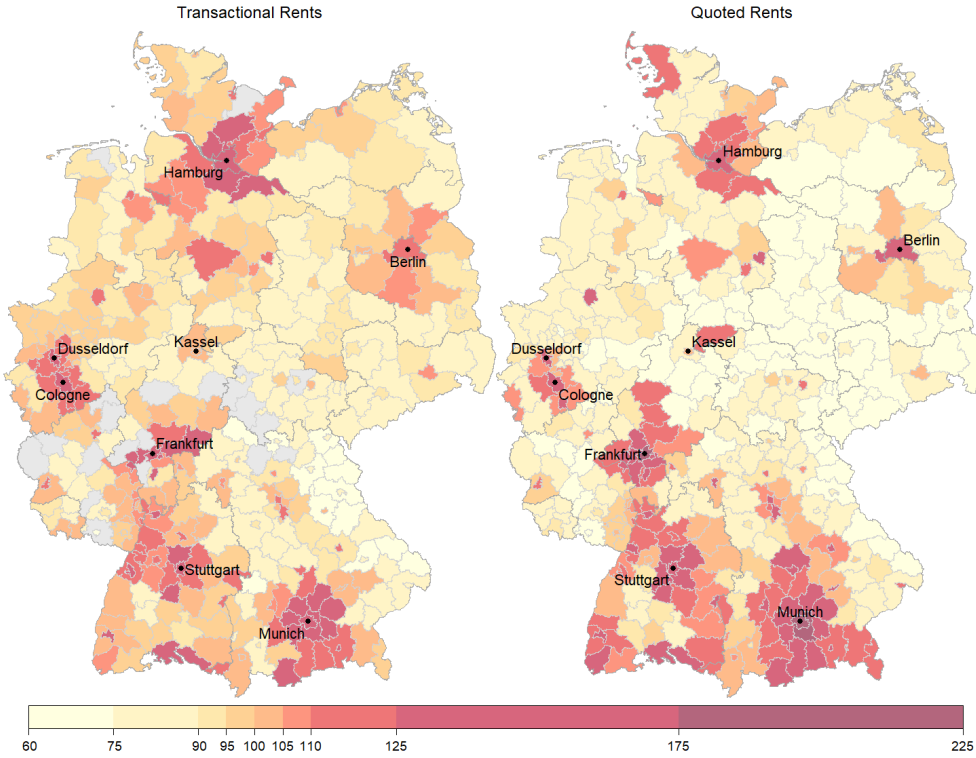 Transactional Rents
Quoted Rents
Hamburg
Berlin
Kassel
Dusseldorf
Cologne
Frankfurt
Stuttgart
Munich
Hamburg
Berlin
Kassel
Dusseldorf
Cologne
Frankfurt
Stuttgart
Munich
60 75 90 95 100 105 110 125 175 225